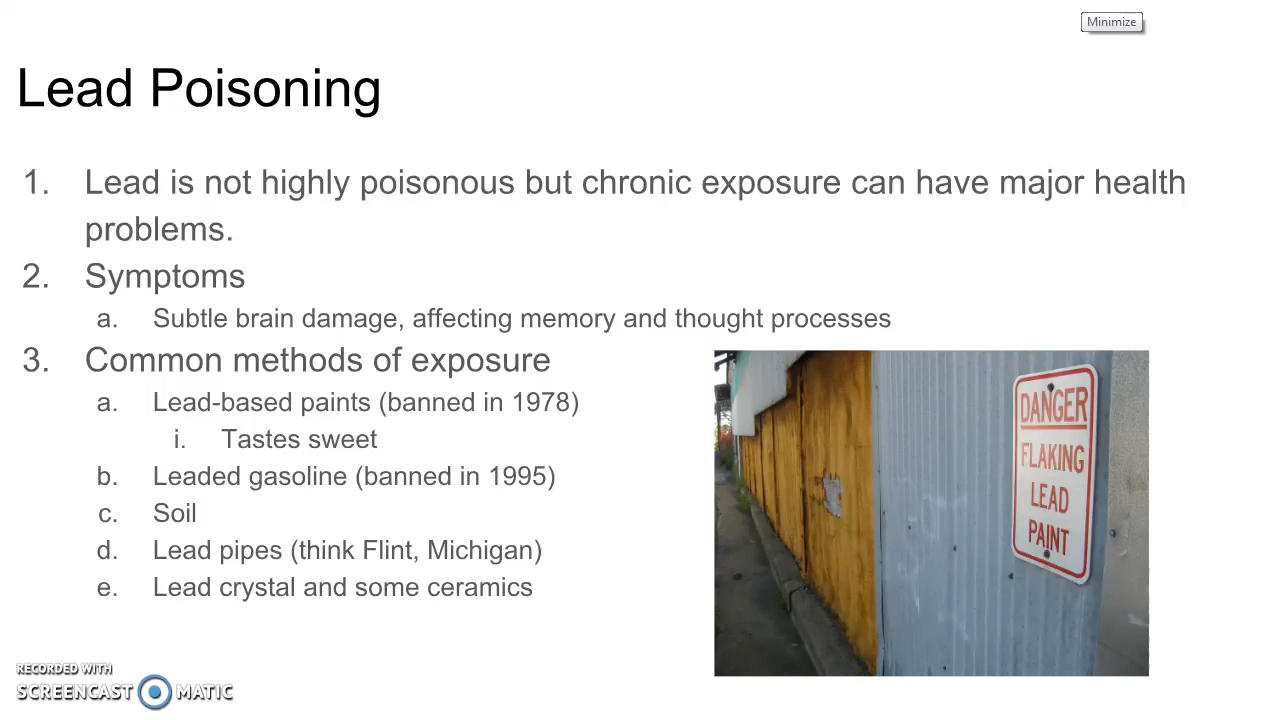 Minimize
Lead Poisoning
1. Lead is not highly poisonous but chronic exposure can have major health
problems.
2. Symptoms
a. Subtle brain damage, affecting memory and thought processes
3. Common methods of exposure
a. Lead-based paints (banned in 1978)
i. Tastes sweet
b. Leaded gasoline (banned in 1995)
c. Soil
d. Lead pipes (think Flint, Michigan)
e. Lead crystal and some ceramics
DANGER
FLAKING
LEAD
PAINT
RECORDED WITH
SCREENCAST MATIC